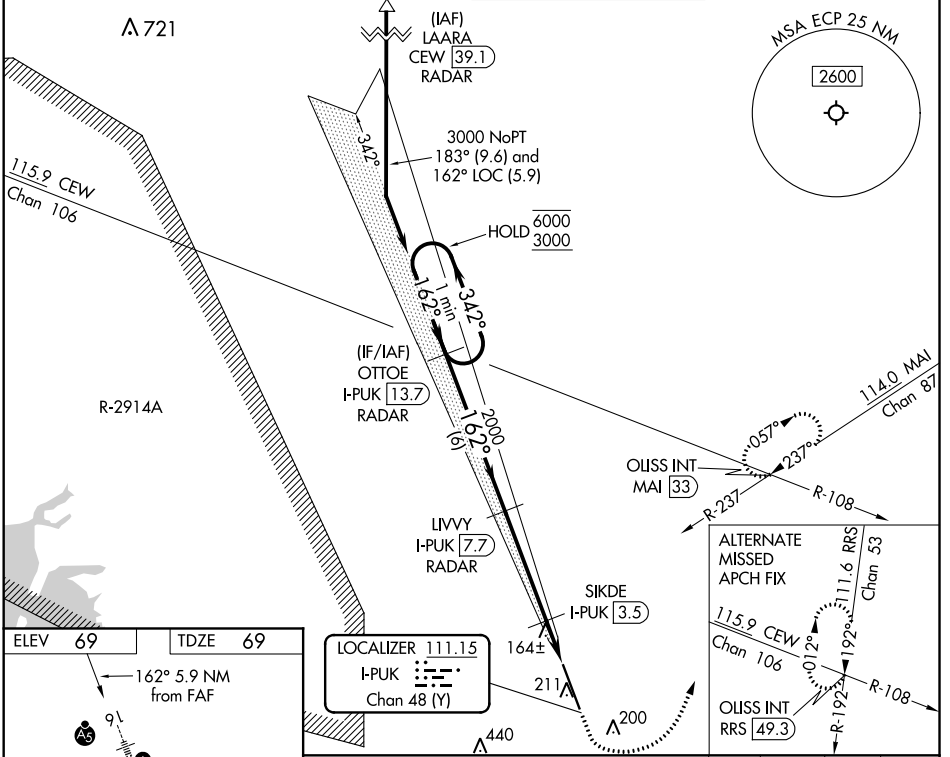 721
(IAF)
LAARA
CEW 39.1
RADAR
MSA ECP 25 NM
2600
342°
3000 NoPT
183° (9.6) and
162° LOC (5.9)
115.9 CEW
Chan 106
HOLD 6000
3000
162°
1 min
342°
(IF/IAF)
OTTOE
I-PUK 13.7
RADAR
R-2914A
2000
162°
(6)
114.0 MAI
Chan 87
057°
237°
OLISS INT
MAI 33
R-237
R-108
LIVVY
I-PUK 7.7
RADAR
SIKDE
I-PUK 3.5
164±
211
200
440
LOCALIZER 111.15
I-PUK
Chan 48 (Y)
ALTERNATE
MISSED
APCH FIX
111.6 RRS
Chan 53
115.9 CEW
Chan 106
012°
192°
R-108
R-192
OLISS INT
RRS 49.3
ELEV 69
TDZE 69
162° 5.9 NM
from FAF
16
A5